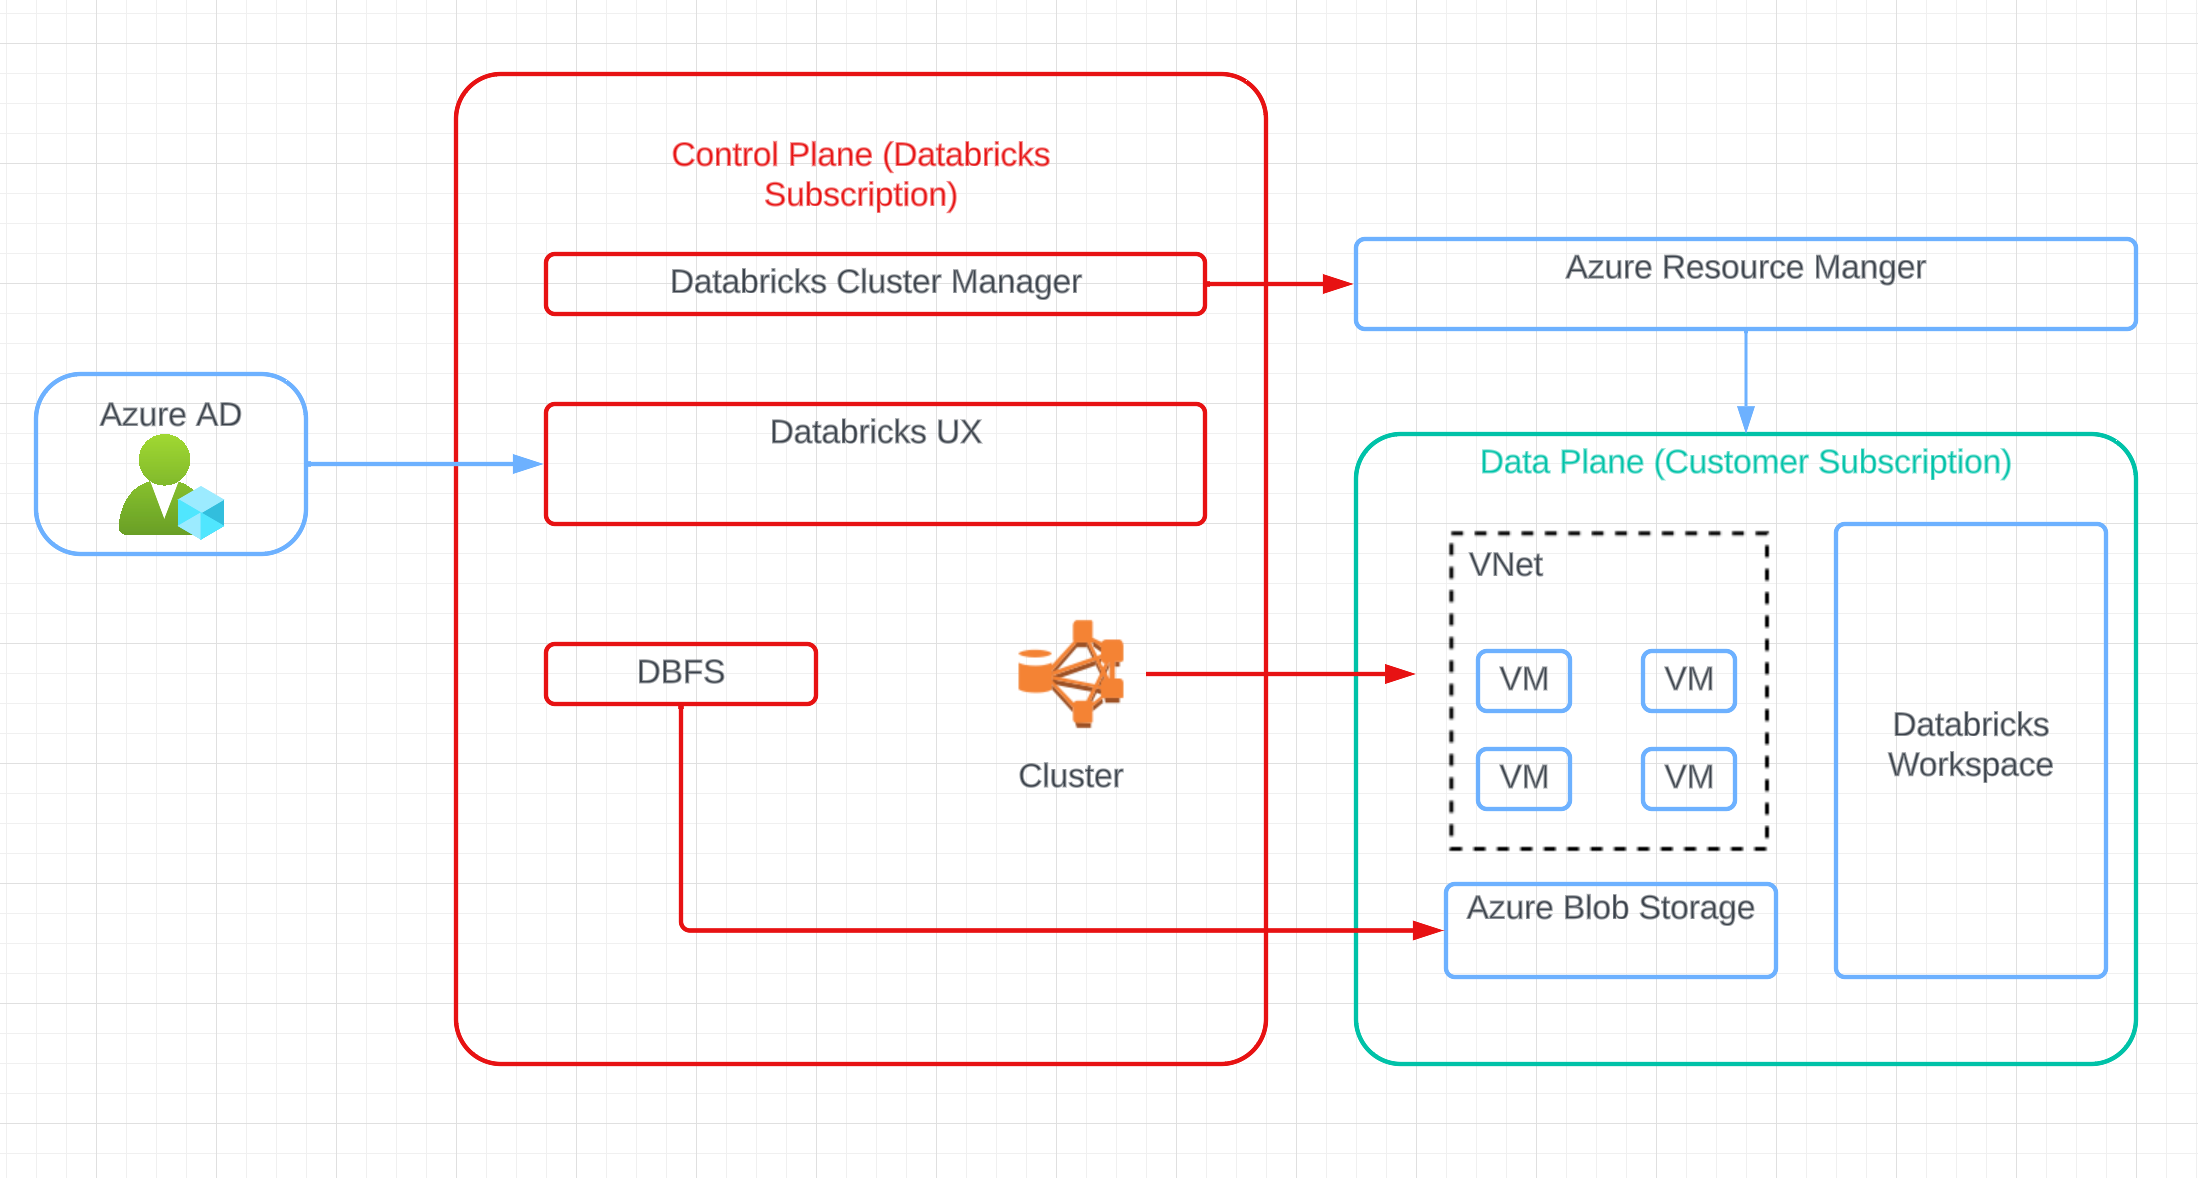 Control Plane (Databricks
Subscription)
Databricks Cluster Manager
Azure Resource Manger
Azure AD
Databricks UX
Data Plane (Customer Subscription)
VNet
DBFS
VM
VM
Cluster
VM
VM
Databricks
Workspace
Azure Blob Storage